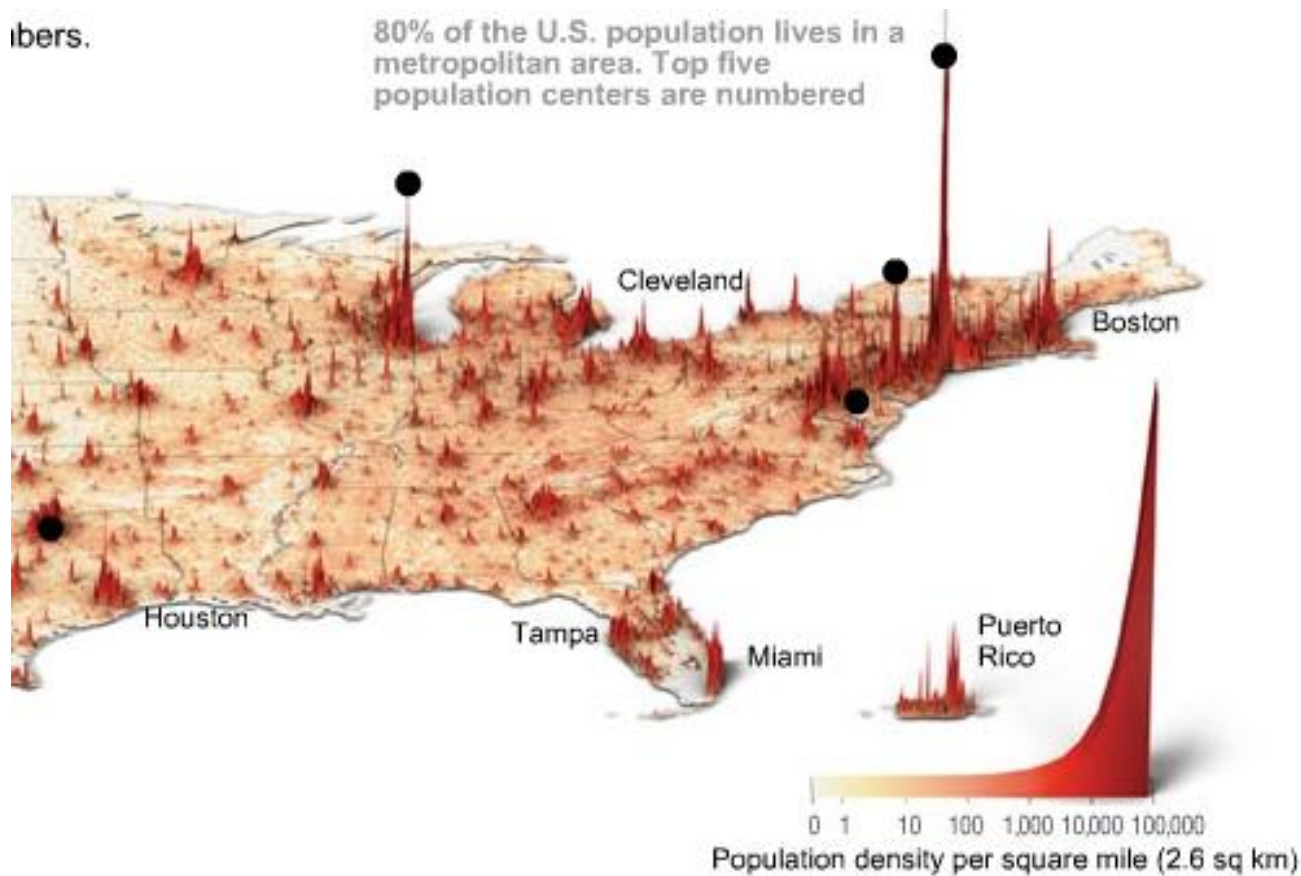 ıbers.
80% of the U.S. population lives in a
metropolitan area. Top five
population centers are numbered
Cleveland
Boston
Houston
Tampa
Miami
Puerto
Rico
0 1 10 100 1,000 10,000 100,000
Population density per square mile (2.6 sq km)